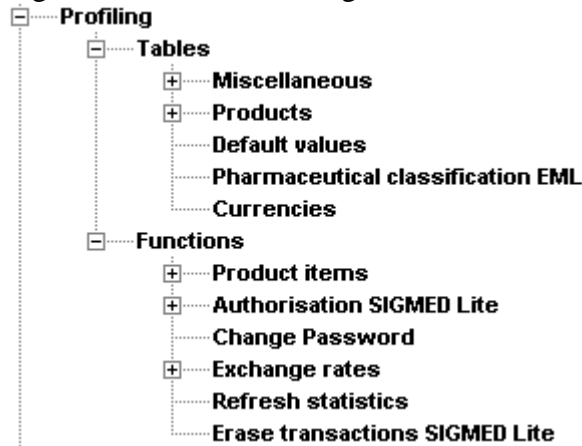 Profiling
Tables
Miscellaneous
Products
Default values
Pharmaceutical classification EML
Currencies
Functions
Product items
Authorisation SIGMED Lite
Change Password
Exchange rates
Refresh statistics
Erase transactions SIGMED Lite